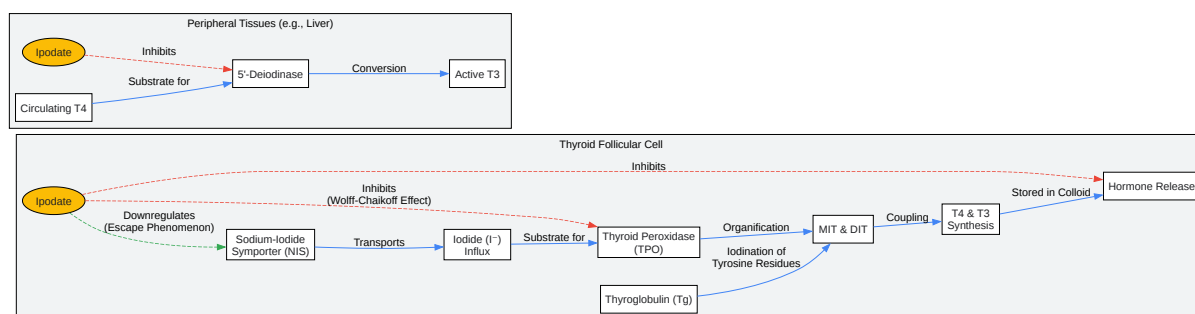 Peripheral Tissues (e.g., Liver)
Ipodate
Inhibits
5'-Deiodinase
Conversion
Active T3
Substrate for
Circulating T4
Thyroid Follicular Cell
Inhibits
Ipodate
Inhibits
(Wolff-Chaikoff Effect)
Stored in Colloid
Hormone Release
Downregulates
(Escape Phenomenon)
Sodium-Iodide
Symporter (NIS)
Transports
Iodide (I⁻)
Influx
Substrate for
Thyroid Peroxidase
(TPO)
Organification
MIT & DIT
Coupling
T4 & T3
Synthesis
Iodination of
Tyrosine Residues
Thyroglobulin (Tg)